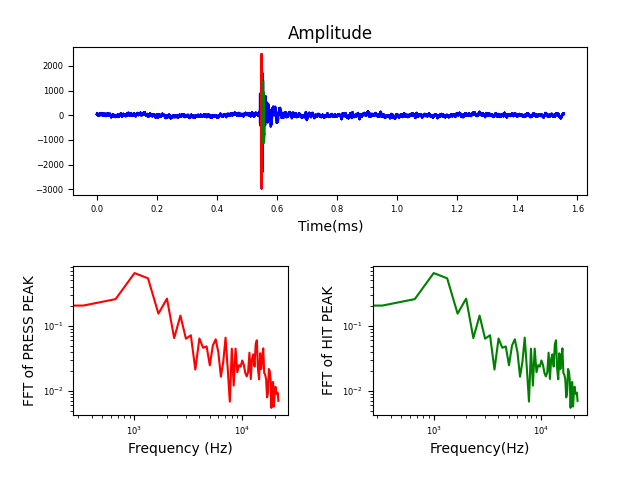 Amplitude
2000
1000
0
−1000
−2000
−3000
0.0 0.2 0.4 0.6 0.8 1.0 1.2 1.4 1.6
Time(ms)
FFT of PRESS PEAK
10⁻¹
10⁻²
10³ 10⁴
Frequency (Hz)
FFT of HIT PEAK
10⁻¹
10⁻²
10³ 10⁴
Frequency(Hz)